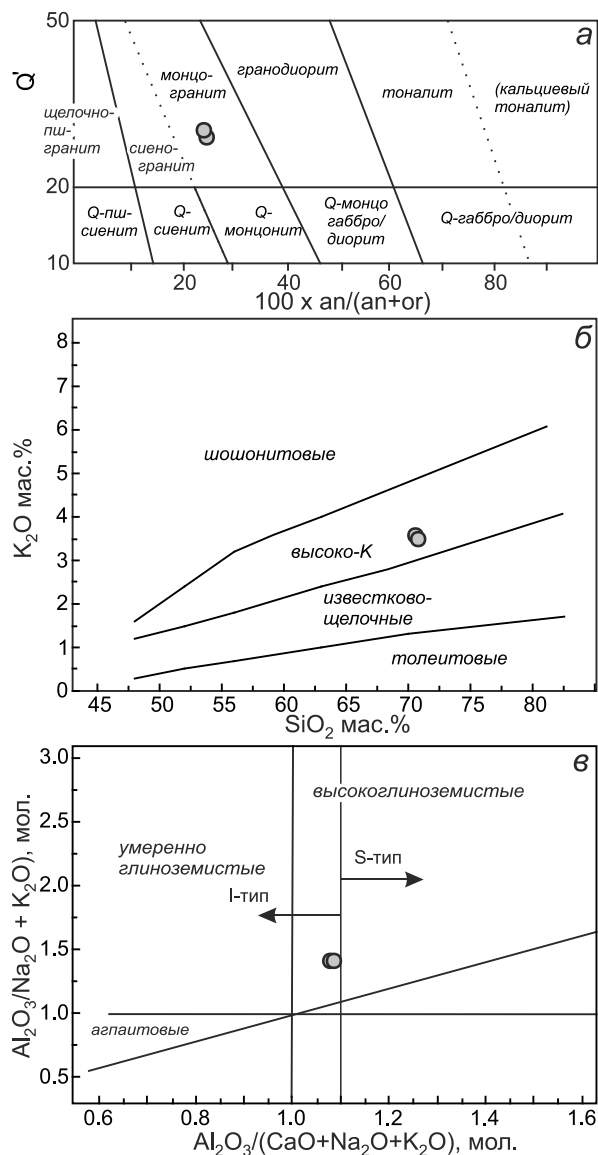 а
50
20
10
Q'
щелочно-
пш-
гранит
сиено-
гранит
монцо-
гранит
гранодиорит
тоналит
(кальциевый
тоналит)
Q-пш-
сиенит
Q-
сиенит
Q-
монцонит
Q-монцо
габбро/
диорит
Q-габбро/диорит
20
40
60
80
100 x an/(an+or)
б
8
7
6
5
4
3
2
1
0
K₂O мас.%
шошонитовые
высоко-K
известково-
щелочные
толеитовые
45 50 55 60 65 70 75 80
SiO₂ мас.%
в
3.0
2.5
2.0
1.5
1.0
0.5
Al₂O₃/Na₂O + K₂O), мол.
высокоглиноземистые
умеренно
глиноземистые
S-тип
I-тип
агпаитовые
0.6 0.8 1.0 1.2 1.4 1.6
Al₂O₃/(CaO+Na₂O+K₂O), мол.